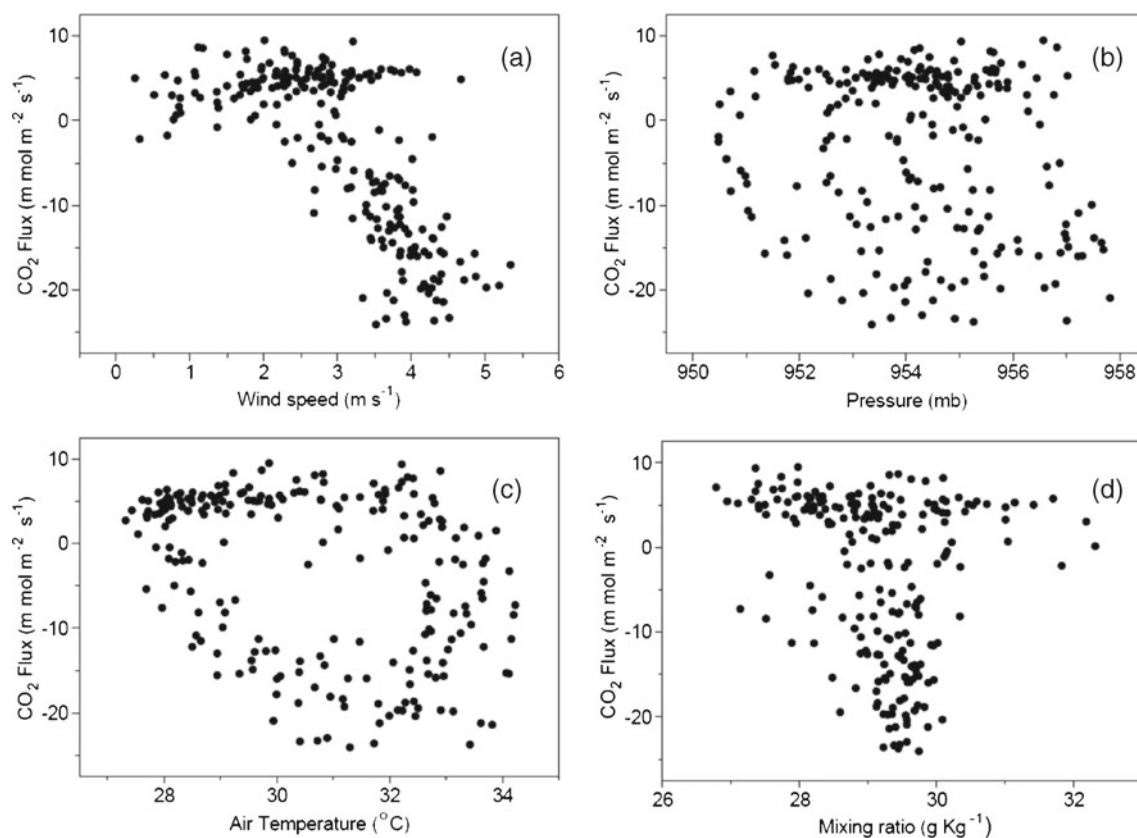 (a)
CO₂ Flux (m mol m⁻² s⁻¹)
10
0
-10
-20
0 1 2 3 4 5 6
Wind speed (m s⁻¹)
(b)
CO₂ Flux (m mol m⁻² s⁻¹)
10
0
-10
-20
950 952 954 956 958
Pressure (mb)
(c)
CO₂ Flux (m mol m⁻² s⁻¹)
10
0
-10
-20
28 30 32 34
Air Temperature (°C)
(d)
CO₂ Flux (m mol m⁻² s⁻¹)
10
0
-10
-20
26 28 30 32
Mixing ratio (g Kg⁻¹)